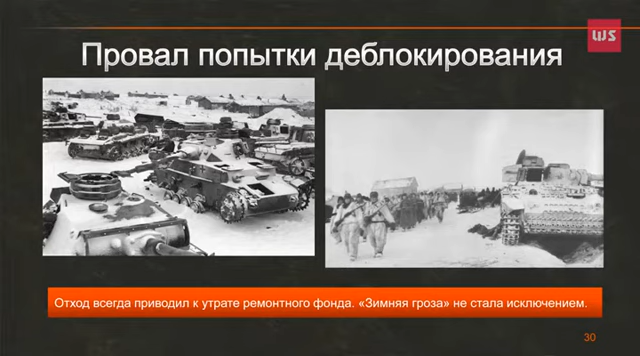 WS
Провал попытки деблокирования
Отход всегда приводил к утрате ремонтного фонда. «Зимняя гроза» не стала исключением.
30